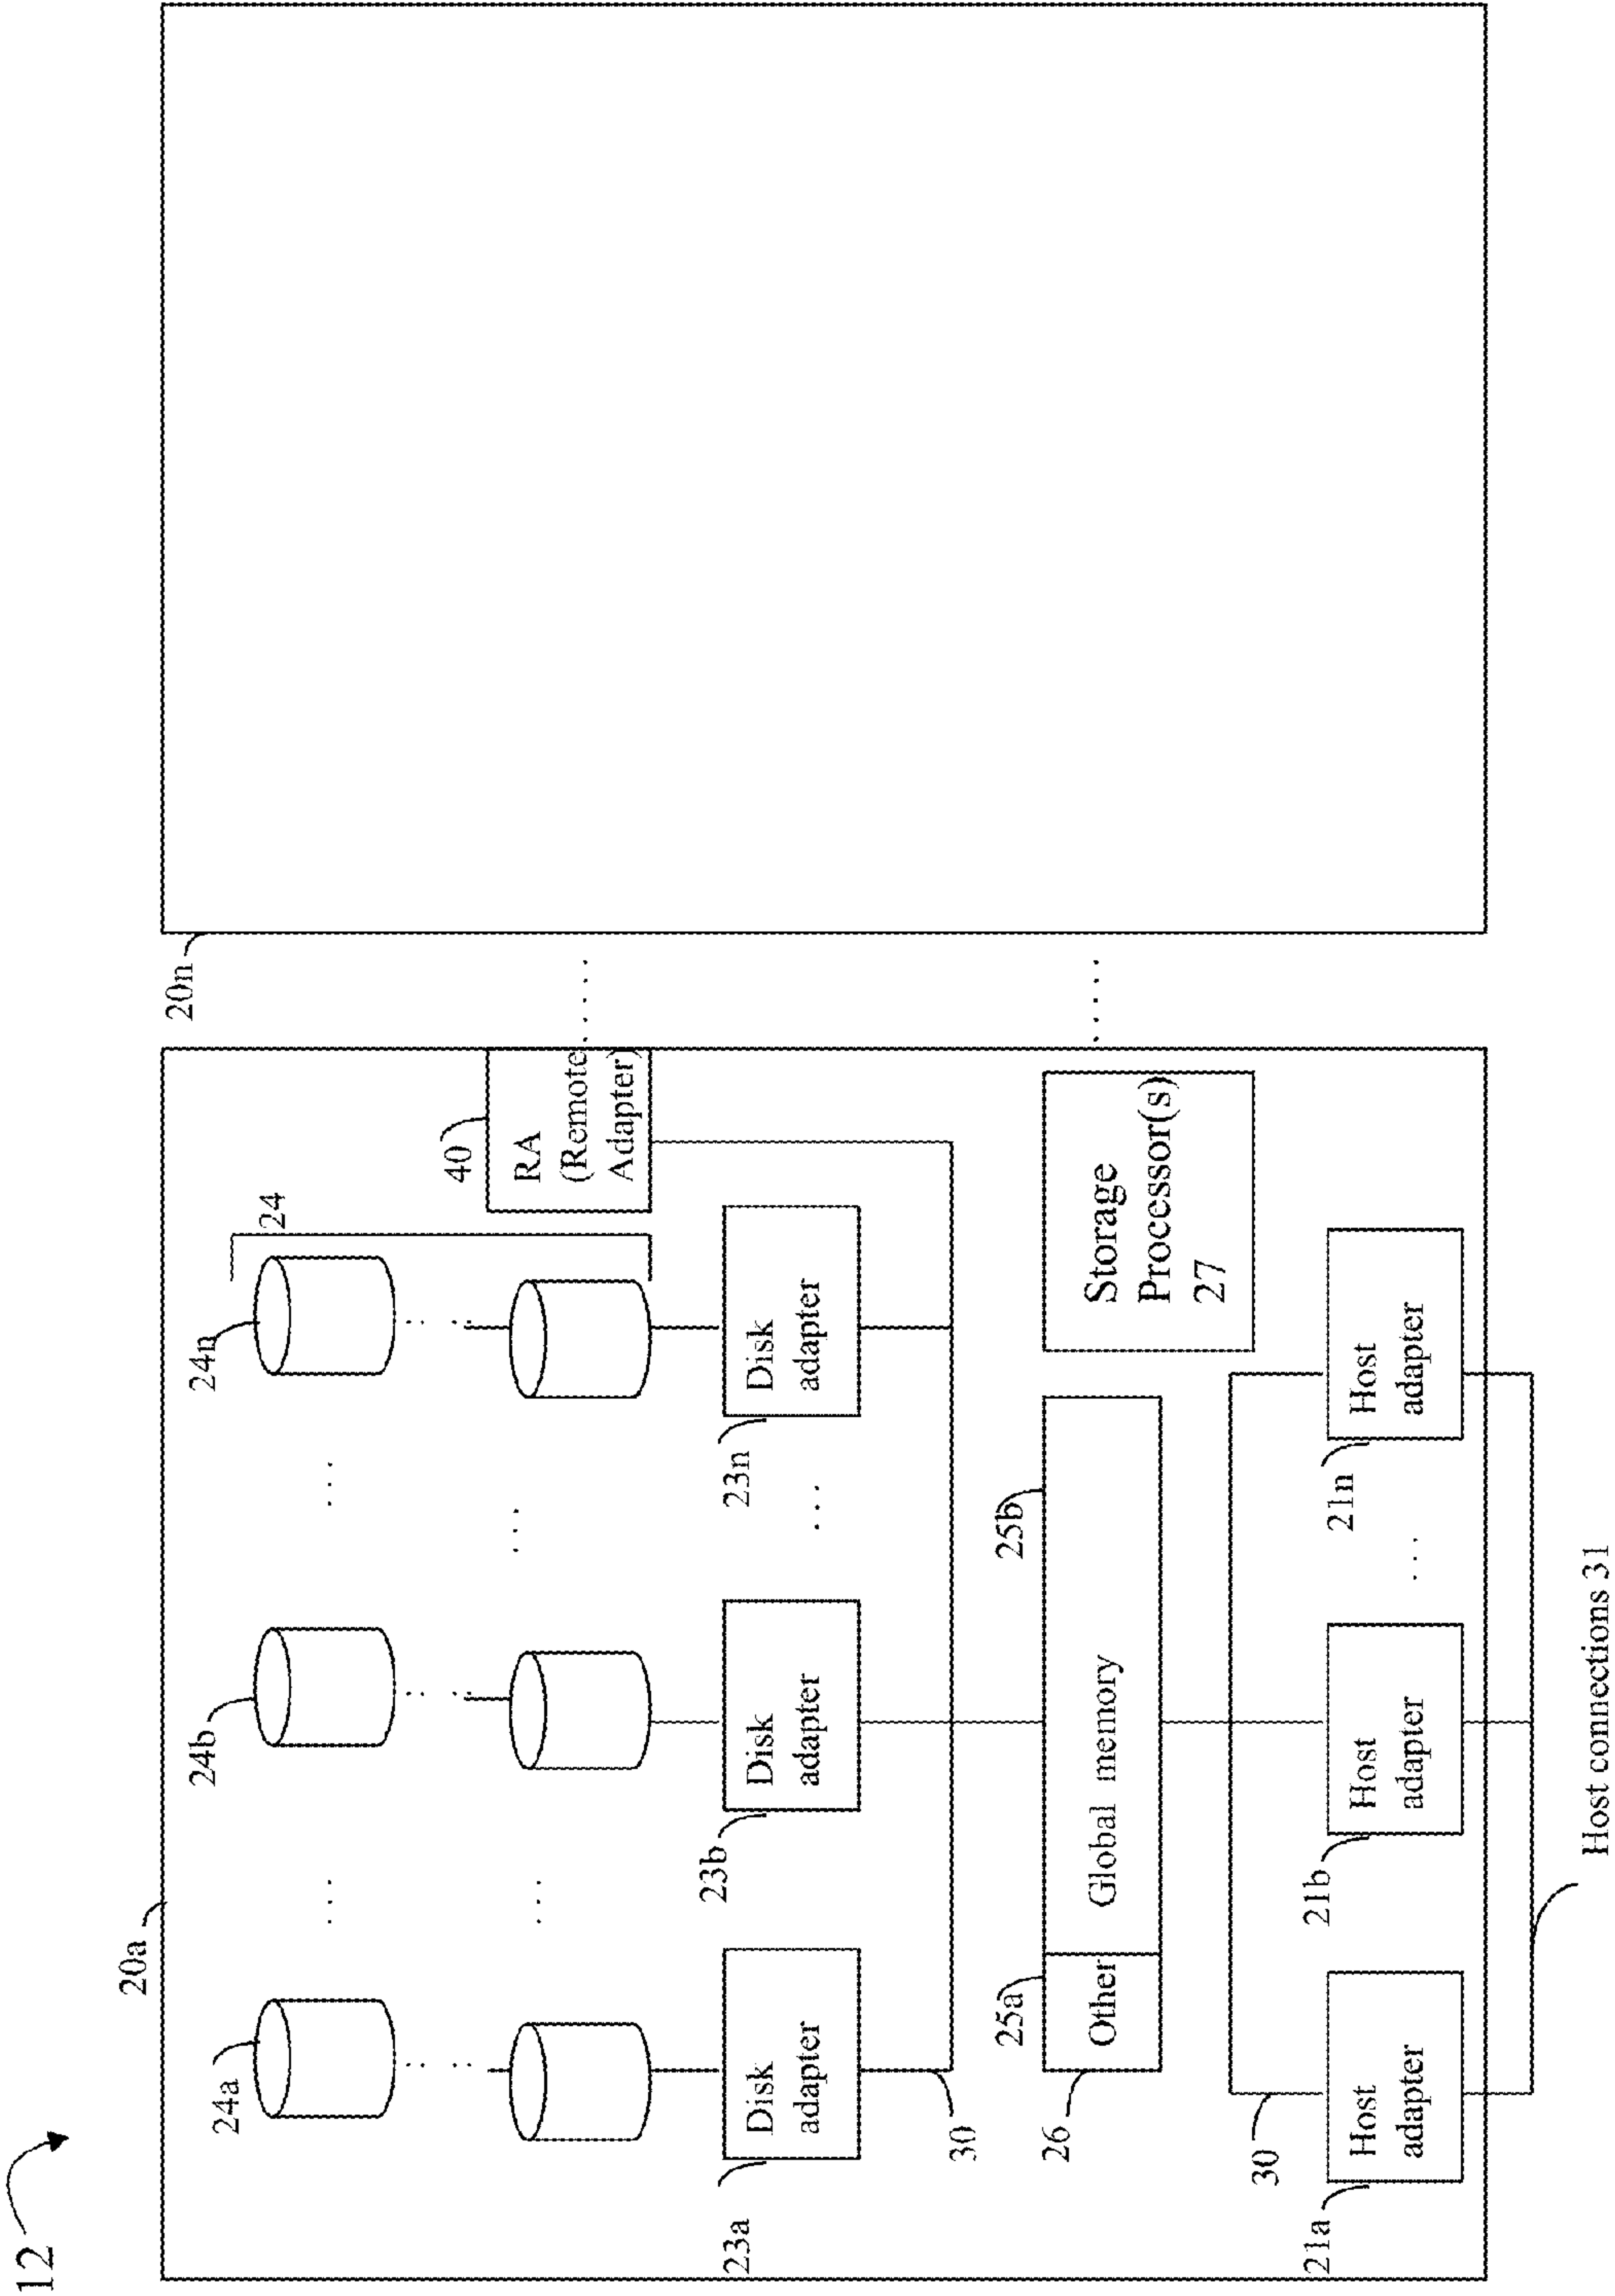 12
20a
20n
24a
24b
24n
24
40
RA
(Remote
Adapter)
23a
Disk
adapter
23b
Disk
adapter
. . .
23n
Disk
adapter
30
25a
25b
26
Other
Global memory
Storage
Processor(s)
27
30
21a
Host
adapter
21b
Host
adapter
. . .
21n
Host
adapter
Host connections 31